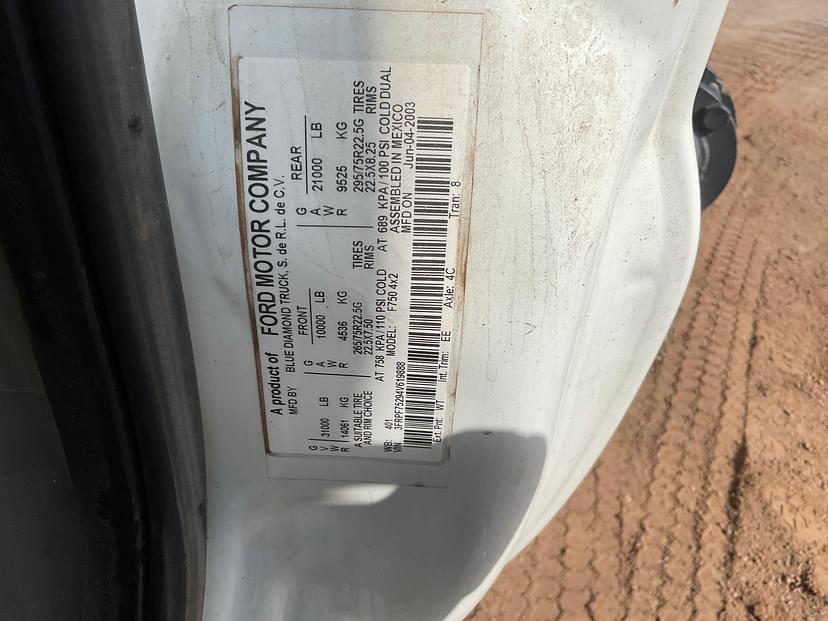 A product of FORD MOTOR COMPANY
MFD BY BLUE DIAMOND TRUCK, S. de R.L. de C.V.
FRONT REAR
G G G
V 31000 LB A 10000 LB A 21000 LB
W W W
R 14061 KG R 4536 KG R 9525 KG
A SUITABLE TIRE 265/75R22.5G TIRES 295/75R22.5G TIRES
AND RIM CHOICE 22.5X7.50 RIMS 22.5X8.25 RIMS
AT 758 KPA/110 PSI COLD AT 689 KPA/100 PSI COLD DUAL
WB: 401 MODEL: F750 4x2 ASSEMBLED IN MEXICO
VIN 3FRPF75294V619888 MFD ON Jun-04-2003
Ext. Pnt: WT Int. Trim: EE Axle: 4C Tran: 8